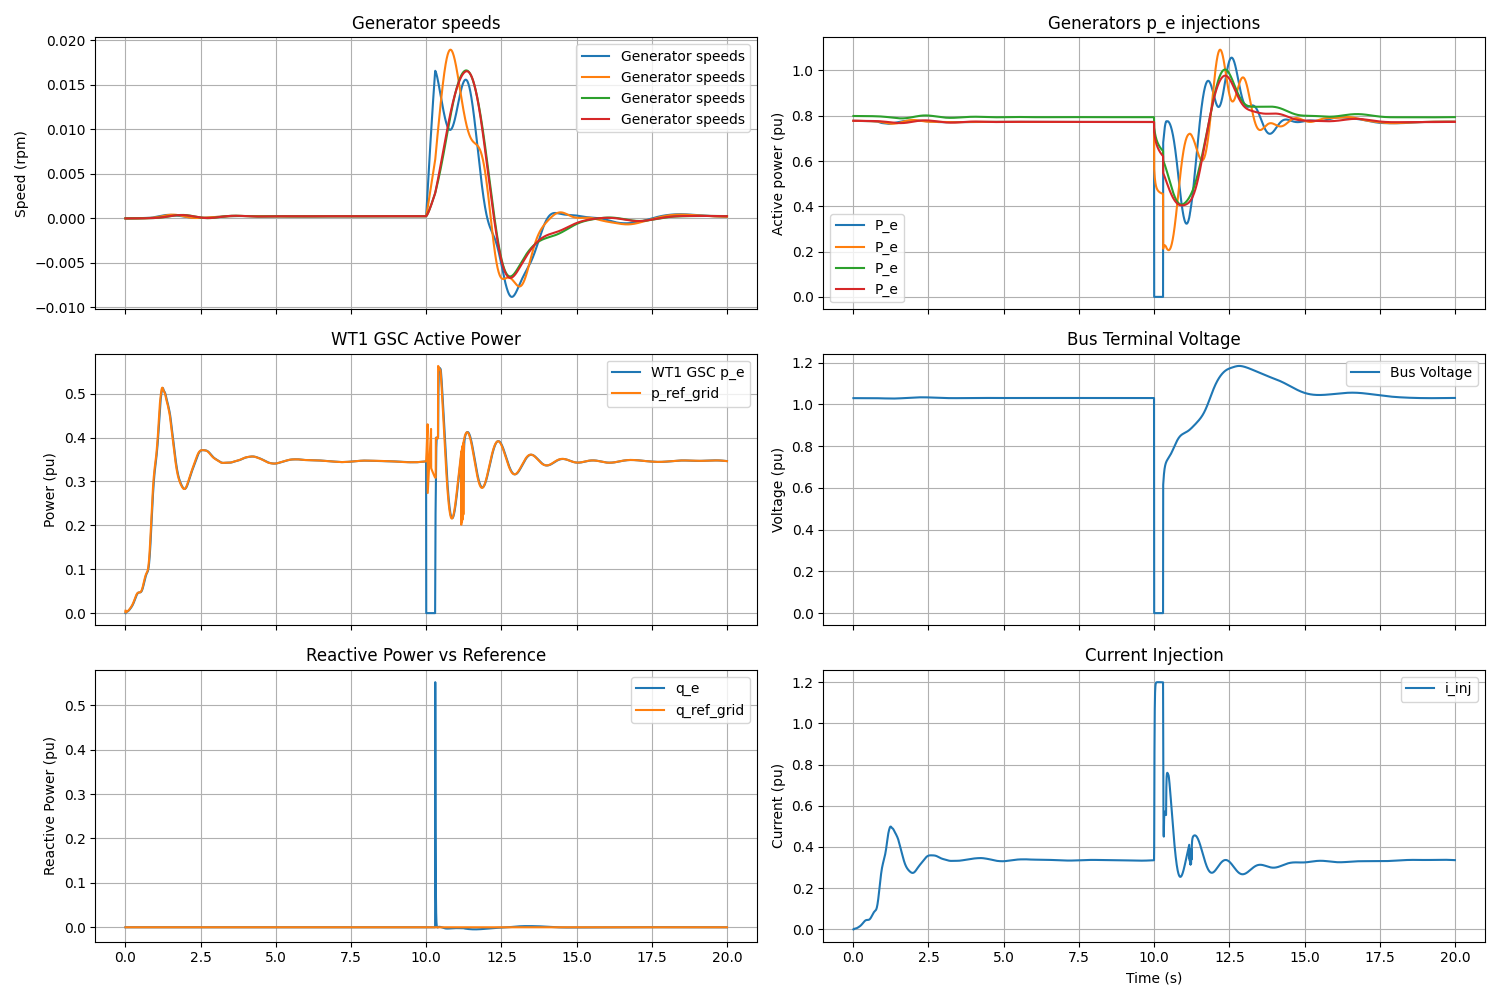 Generator speeds
0.020
0.015
0.010
0.005
0.000
−0.005
−0.010
Speed (rpm)
Generator speeds
Generator speeds
Generator speeds
Generator speeds
Generators p_e injections
1.0
0.8
0.6
0.4
0.2
0.0
Active power (pu)
P_e
P_e
P_e
P_e
WT1 GSC Active Power
0.5
0.4
0.3
0.2
0.1
0.0
Power (pu)
WT1 GSC p_e
p_ref_grid
Bus Terminal Voltage
1.2
1.0
0.8
0.6
0.4
0.2
0.0
Voltage (pu)
Bus Voltage
Reactive Power vs Reference
0.5
0.4
0.3
0.2
0.1
0.0
Reactive Power (pu)
q_e
q_ref_grid
0.0 2.5 5.0 7.5 10.0 12.5 15.0 17.5 20.0
Current Injection
1.2
1.0
0.8
0.6
0.4
0.2
0.0
Current (pu)
i_inj
0.0 2.5 5.0 7.5 10.0 12.5 15.0 17.5 20.0
Time (s)